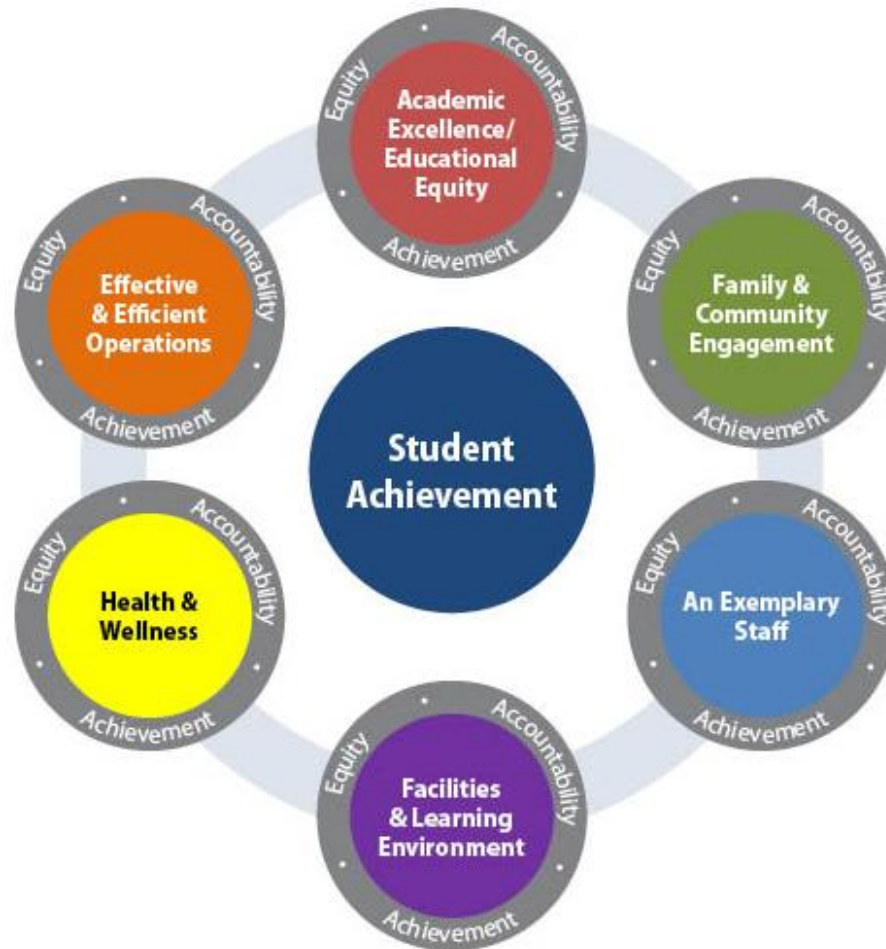 Equity • Accountability • Achievement •
Academic
Excellence/
Educational
Equity
Equity • Accountability • Achievement •
Effective
& Efficient
Operations
Equity • Accountability • Achievement •
Family &
Community
Engagement
Student
Achievement
Equity • Accountability • Achievement •
Health &
Wellness
Equity • Accountability • Achievement •
An Exemplary
Staff
Equity • Accountability • Achievement •
Facilities
& Learning
Environment